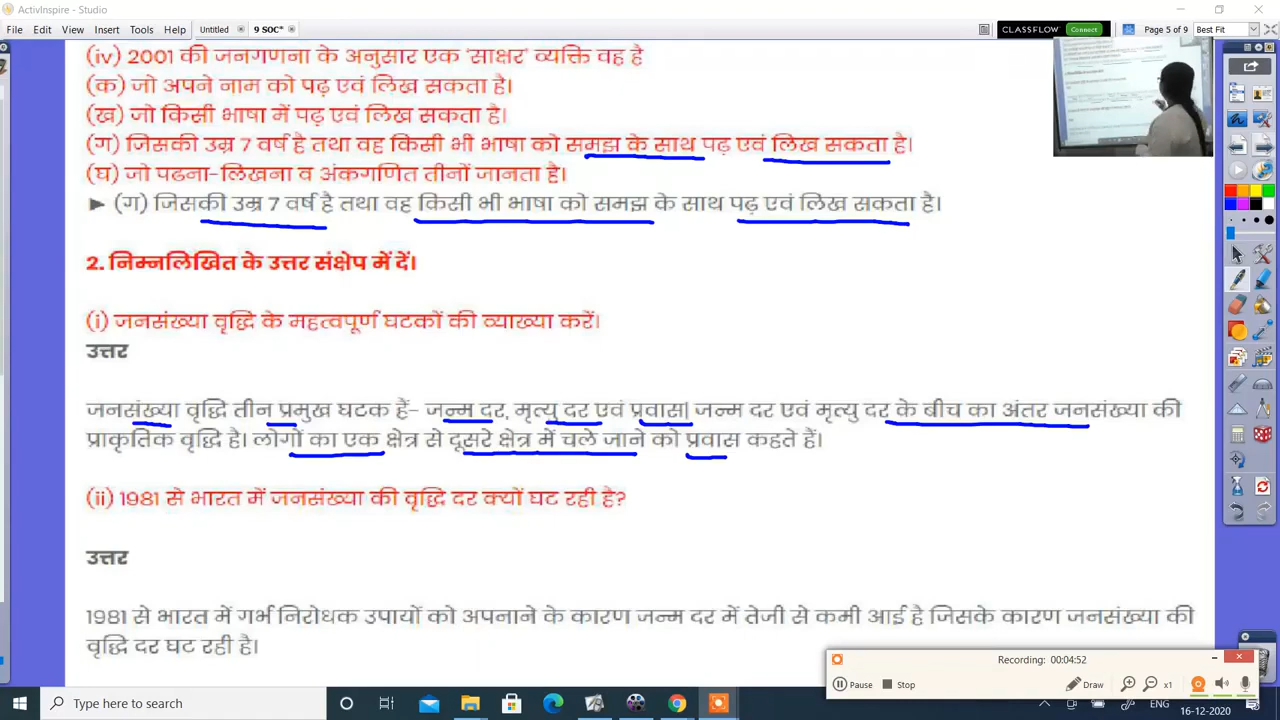 ActivInspire - Studio
File Edit View Insert Tools Help Untitled 9 SOC* CLASSFLOW Connect Page 5 of 9 Best Fit
(iv) 2001 की जनगणना के अनुसार एक 'साक्षर' व्यक्ति वह है
(क) जो अपने नाम को पढ़ एवं लिख सकता है।
(ख) जो किसी भाषा में पढ़ एवं लिख सकता है।
(ग) जिसकी उम्र 7 वर्ष है तथा वह किसी भी भाषा को समझ के साथ पढ़ एवं लिख सकता है।
(घ) जो पढना-लिखना व अंकगणित तीनों जानता है।
► (ग) जिसकी उम्र 7 वर्ष है तथा वह किसी भी भाषा को समझ के साथ पढ़ एवं लिख सकता है।
2. निम्नलिखित के उत्तर संक्षेप में दें।
(i) जनसंख्या वृद्धि के महत्वपूर्ण घटकों की व्याख्या करें।
उत्तर
जनसंख्या वृद्धि तीन प्रमुख घटक हैं- जन्म दर, मृत्यु दर एवं प्रवास| जन्म दर एवं मृत्यु दर के बीच का अंतर जनसंख्या की
प्राकृतिक वृद्धि है। लोगों का एक क्षेत्र से दूसरे क्षेत्र में चले जाने को प्रवास कहते हैं।
(ii) 1981 से भारत में जनसंख्या की वृद्धि दर क्यों घट रही है?
उत्तर
1981 से भारत में गर्भ निरोधक उपायों को अपनाने के कारण जन्म दर में तेजी से कमी आई है जिसके कारण जनसंख्या की
वृद्धि दर घट रही है।
Recording: 00:04:52
Pause Stop Draw x1
Type here to search ENG 16-12-2020